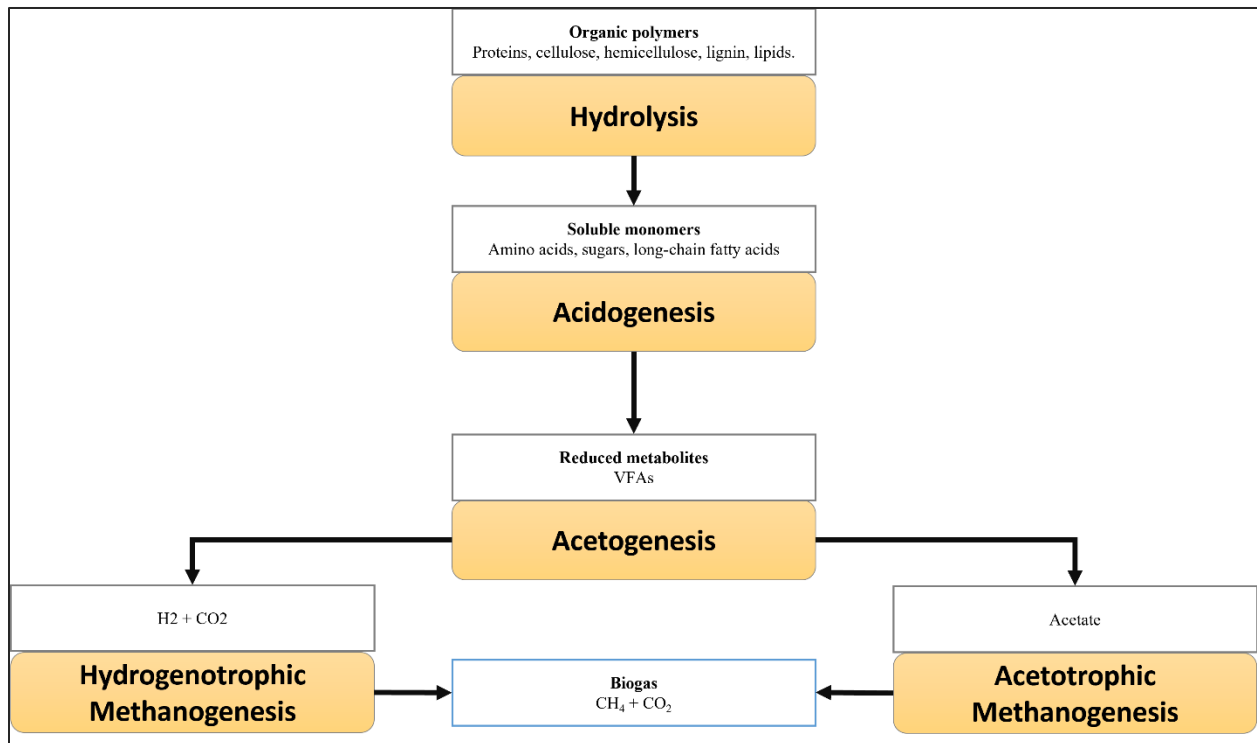 Organic polymers
Proteins, cellulose, hemicellulose, lignin, lipids.
Hydrolysis
Soluble monomers
Amino acids, sugars, long-chain fatty acids
Acidogenesis
Reduced metabolites
VFAs
Acetogenesis
H2 + CO2
Hydrogenotrophic
Methanogenesis
Biogas
CH₄ + CO₂
Acetate
Acetotrophic
Methanogenesis